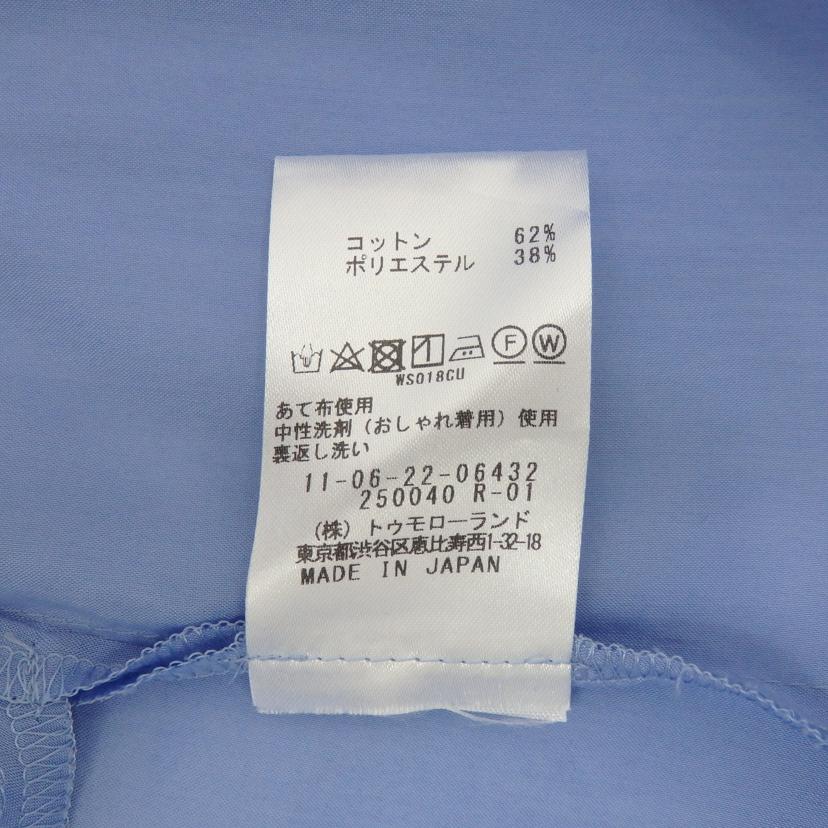 コットン 62%
ポリエステル 38%
F W
WS018CU
あて布使用
中性洗剤（おしゃれ着用）使用
裏返し洗い
11-06-22-06432
250040 R-01
（株）トゥモローランド
東京都渋谷区恵比寿西1-32-18
MADE IN JAPAN